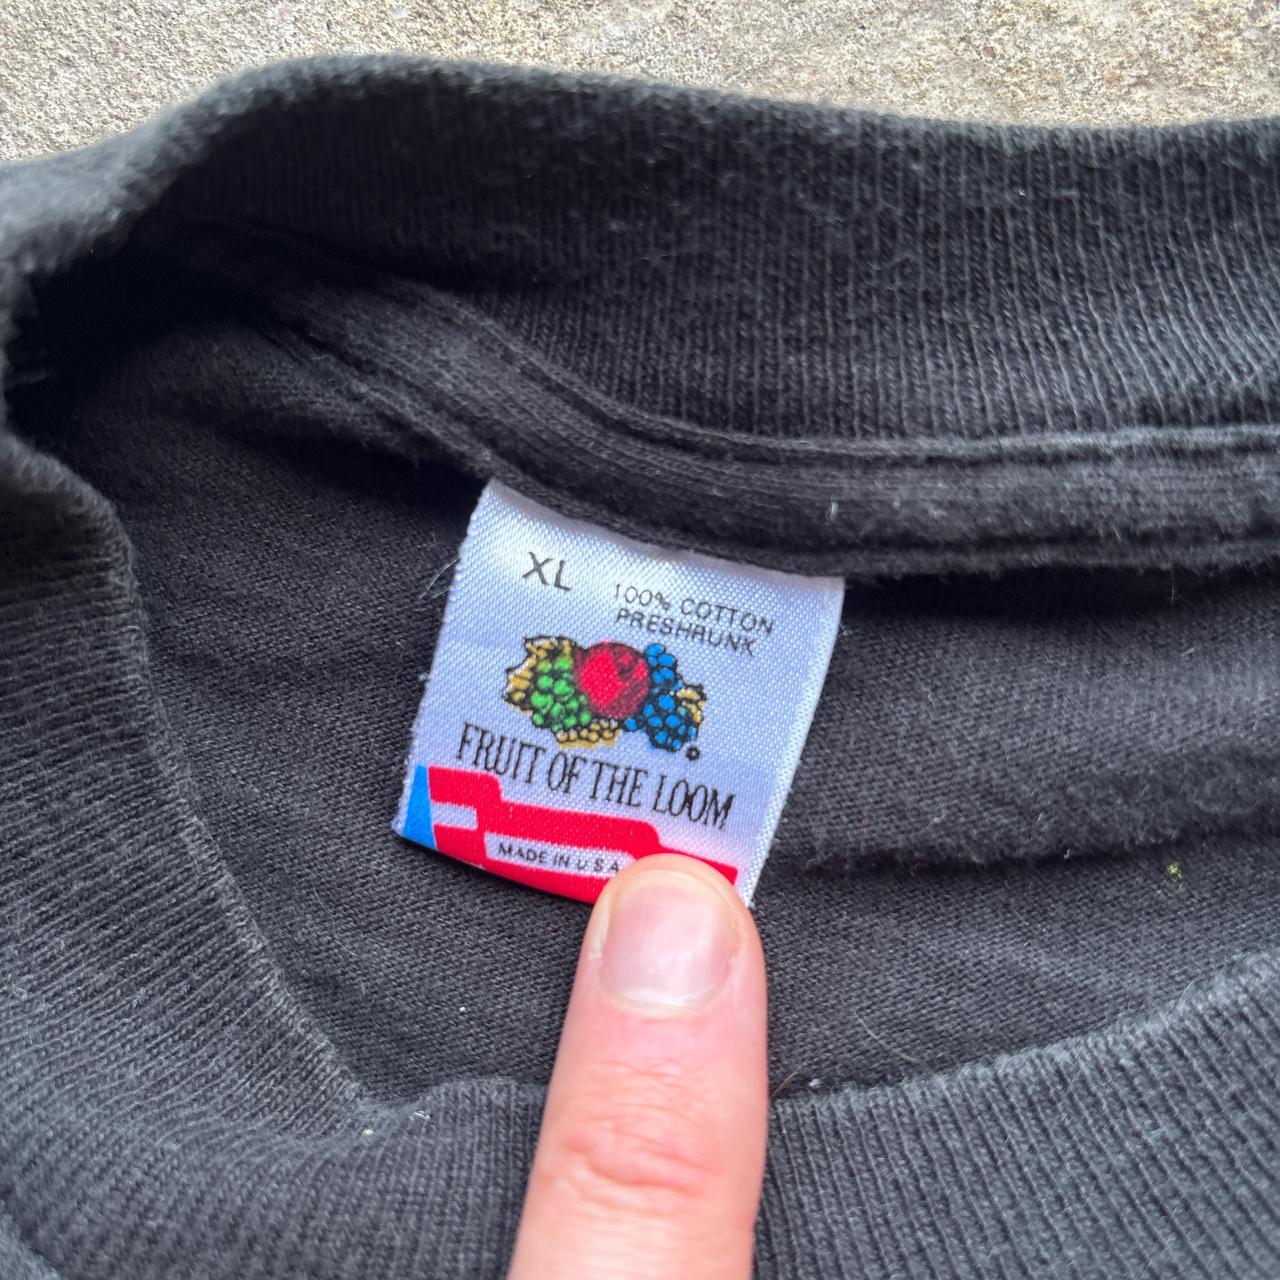 XL
100% COTTON
PRESHRUNK
FRUIT OF THE LOOM
MADE IN U S A